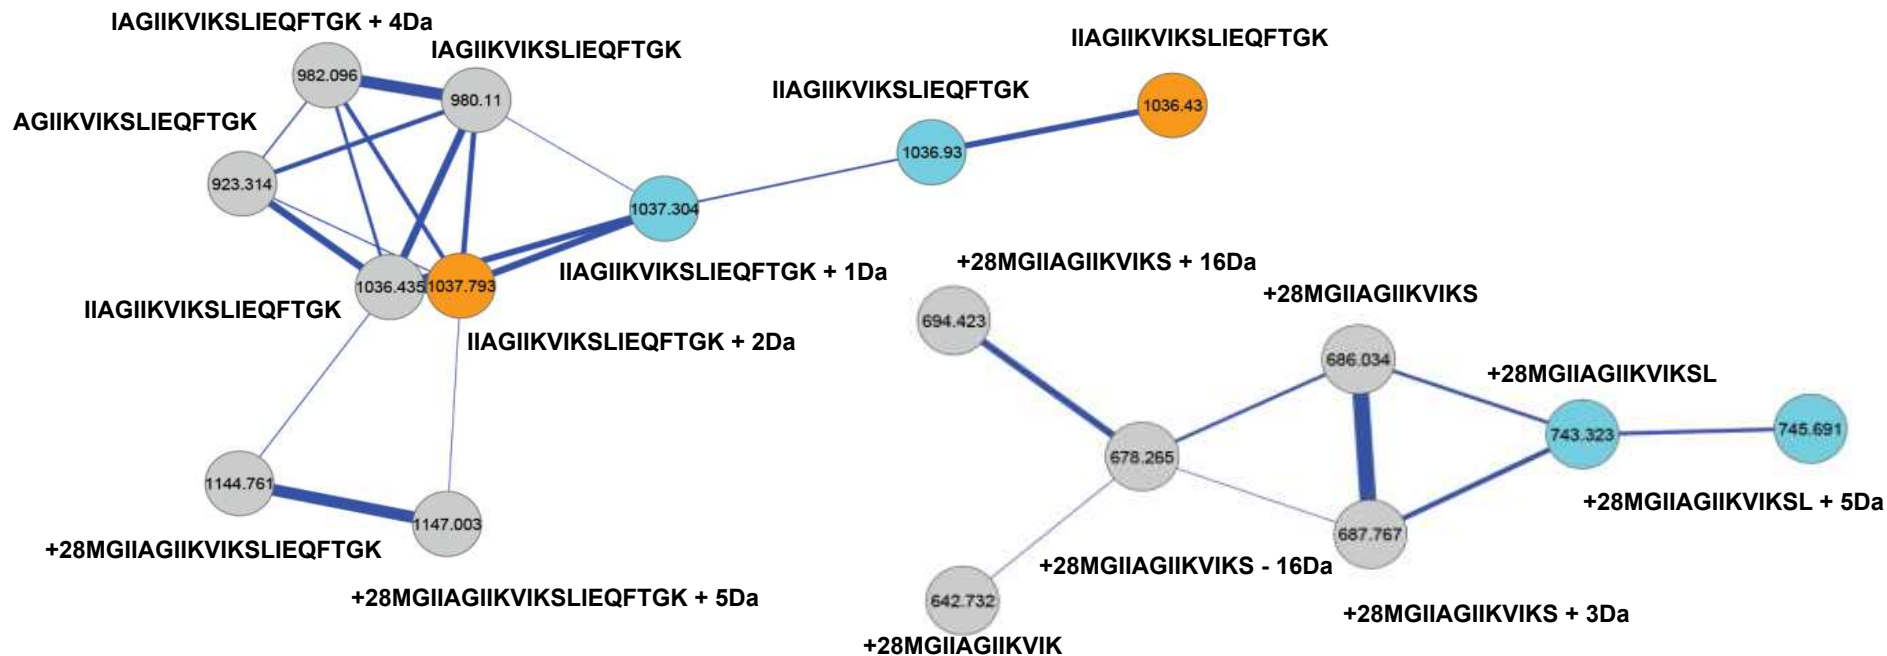 IAGIIKVIKSLIEQFTGK + 4Da
IAGIIKVIKSLIEQFTGK
IIAGIIKVIKSLIEQFTGK
982.096
980.11
IIAGIIKVIKSLIEQFTGK
1036.43
AGIIKVIKSLIEQFTGK
1036.93
923.314
1037.304
IIAGIIKVIKSLIEQFTGK + 1Da
+28MGIIAGIIKVIKS + 16Da
1036.435
1037.793
+28MGIIAGIIKVIKS
IIAGIIKVIKSLIEQFTGK
694.423
IIAGIIKVIKSLIEQFTGK + 2Da
686.034
+28MGIIAGIIKVIKSL
743.323
745.691
678.265
1144.761
+28MGIIAGIIKVIKSL + 5Da
1147.003
687.767
+28MGIIAGIIKVIKSLIEQFTGK
+28MGIIAGIIKVIKS - 16Da
+28MGIIAGIIKVIKSLIEQFTGK + 5Da
642.732
+28MGIIAGIIKVIKS + 3Da
+28MGIIAGIIKVIK